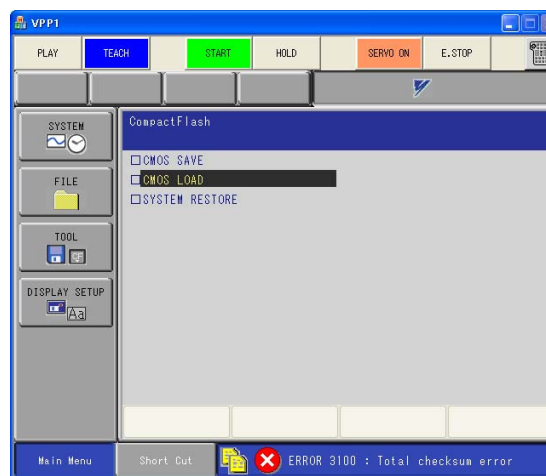 VPP1
PLAY TEACH START HOLD SERVO ON E.STOP
CompactFlash
SYSTEM
CMOS SAVE
CMOS LOAD
FILE
SYSTEM RESTORE
TOOL
CF
DISPLAY SETUP
Aa
Main Menu Short Cut ERROR 3100 : Total checksum error